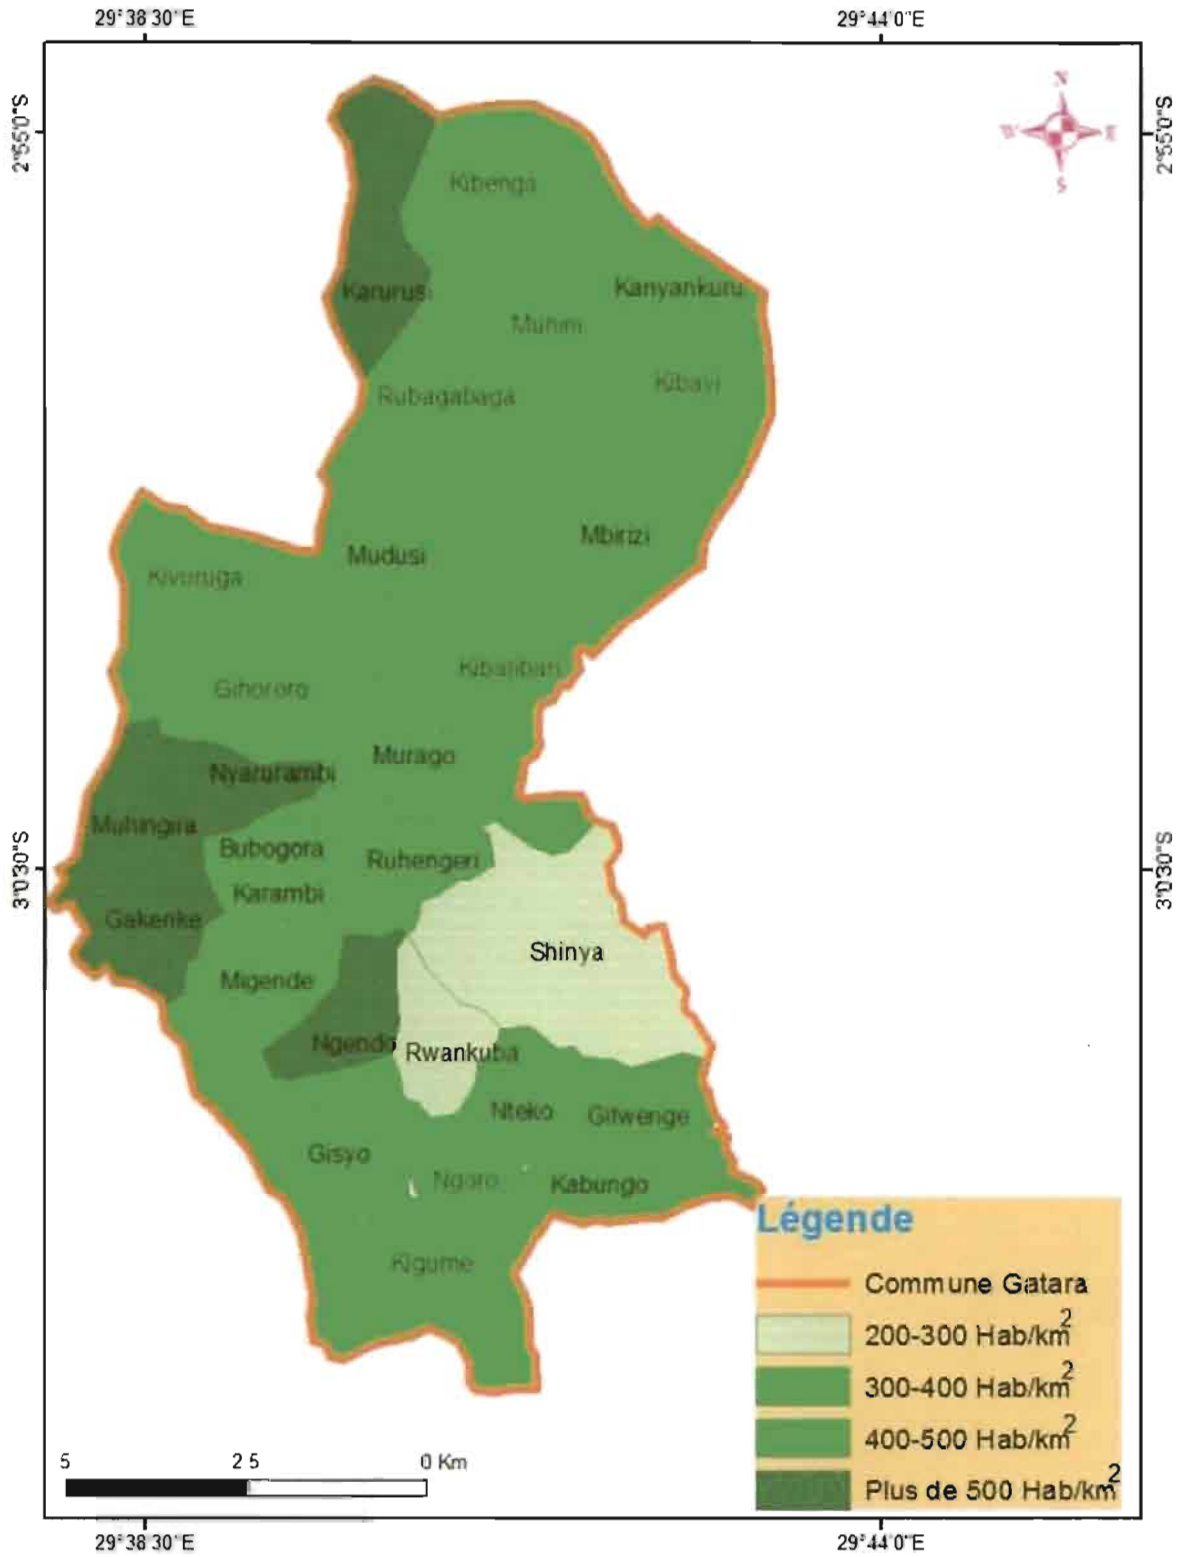 29°38'30"E
29°44'0"E
2°55'0"S
2°55'0"S
N
W
E
S
Kibenga
Karurusi
Kanyankuru
Muhini
Kibavi
Rubagabaga
Mbirizi
Mudusi
Kivuruga
Gihororo
Murago
Nyarurambi
Muhingira
Bubogora
Ruhengeri
3°0'30"S
3°0'30"S
Karambi
Gakenke
Shinya
Migende
Ngendo
Rwankuba
Nteko
Gitwenge
Gisyo
Ngoro
Kabungo
Kigume
Légende
Commune Gatara
200-300 Hab/km2
300-400 Hab/km2
400-500 Hab/km2
Plus de 500 Hab/km2
5 2 5 0 Km
29°38'30"E
29°44'0"E